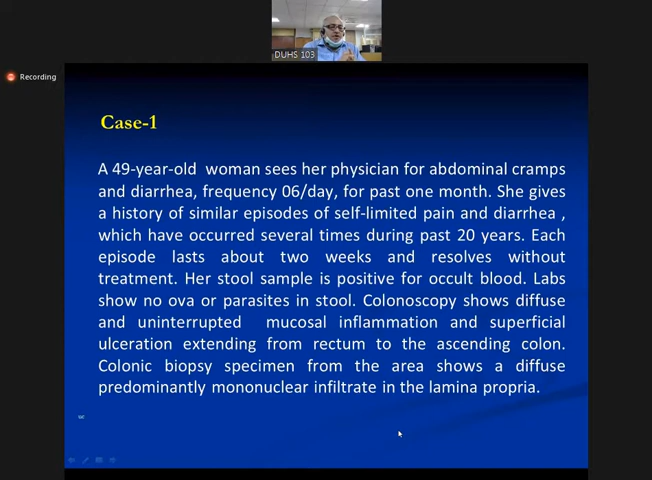 DUHS 103
Recording
Case-1
A 49-year-old woman sees her physician for abdominal cramps
and diarrhea, frequency 06/day, for past one month. She gives
a history of similar episodes of self-limited pain and diarrhea ,
which have occurred several times during past 20 years. Each
episode lasts about two weeks and resolves without
treatment. Her stool sample is positive for occult blood. Labs
show no ova or parasites in stool. Colonoscopy shows diffuse
and uninterrupted mucosal inflammation and superficial
ulceration extending from rectum to the ascending colon.
Colonic biopsy specimen from the area shows a diffuse
predominantly mononuclear infiltrate in the lamina propria.